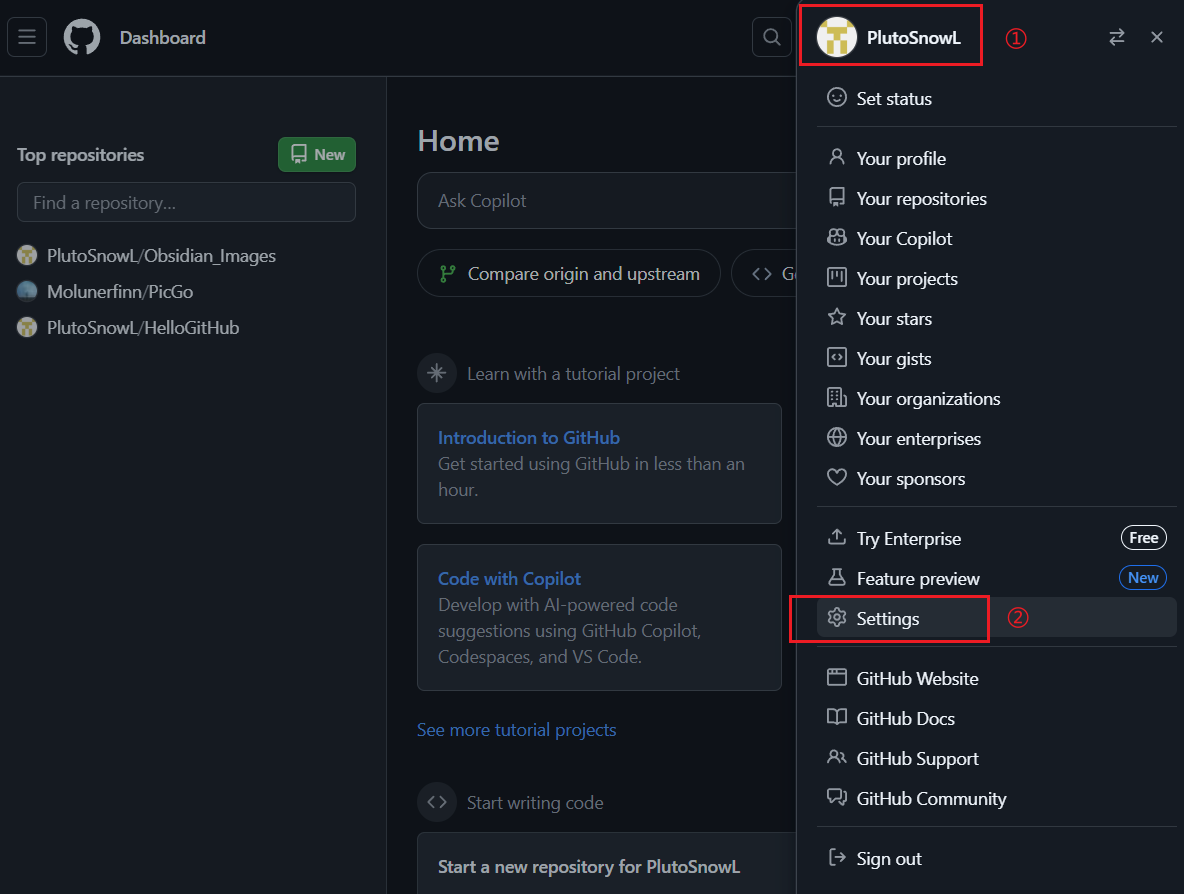 Dashboard
Top repositories
New
Find a repository...
PlutoSnowL/Obsidian_Images
Molunerfinn/PicGo
PlutoSnowL/HelloGitHub
Home
Ask Copilot
Compare origin and upstream
Learn with a tutorial project
Introduction to GitHub
Get started using GitHub in less than an
hour.
Code with Copilot
Develop with AI-powered code
suggestions using GitHub Copilot,
Codespaces, and VS Code.
See more tutorial projects
Start writing code
Start a new repository for PlutoSnowL
PlutoSnowL ①
Set status
Your profile
Your repositories
Your Copilot
Your projects
Your stars
Your gists
Your organizations
Your enterprises
Your sponsors
Try Enterprise Free
Feature preview New
Settings ②
GitHub Website
GitHub Docs
GitHub Support
GitHub Community
Sign out